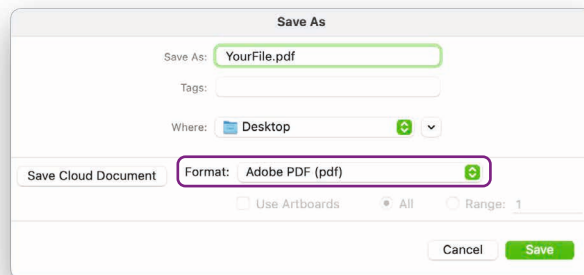 Save As
Save As: YourFile.pdf
Tags:
Where: Desktop
Save Cloud Document Format: Adobe PDF (pdf)
Use Artboards All Range: 1
Cancel Save